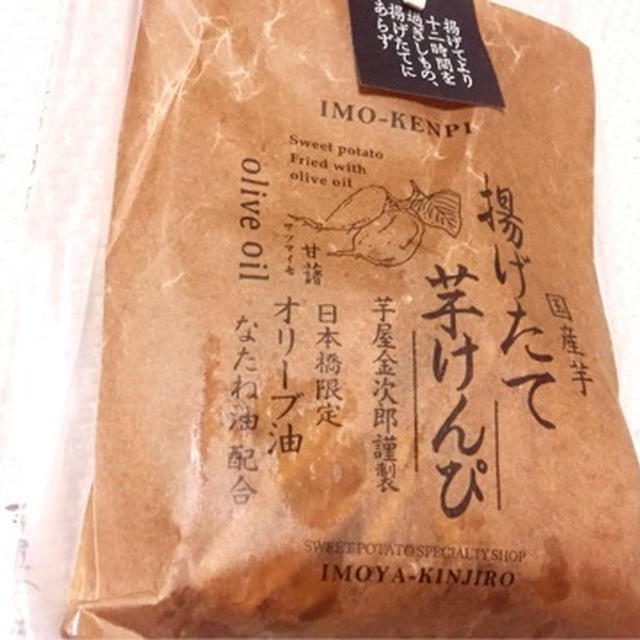 揚げてより
十二時間を
過ぎしもの、
揚げたてに
あらず
IMO-KENPI
Sweet potato
Fried with
olive oil
olive oil
国産芋
揚げたて
芋けんぴ
芋屋金次郎謹製
甘藷
サツマイモ
日本橋限定
オリーブ油
なたね油 配合
SWEET POTATO SPECIALTY SHOP
IMOYA-KINJIRO